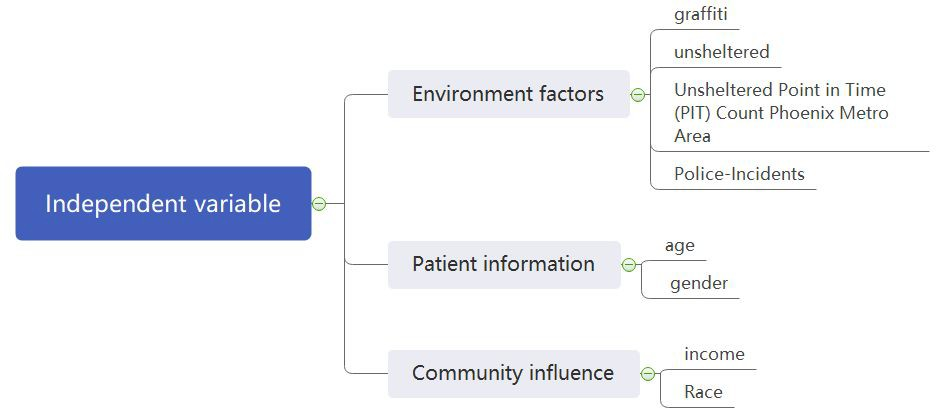 Independent variable
Environment factors
graffiti
unsheltered
Unsheltered Point in Time
(PIT) Count Phoenix Metro
Area
Police-Incidents
Patient information
age
gender
Community influence
income
Race